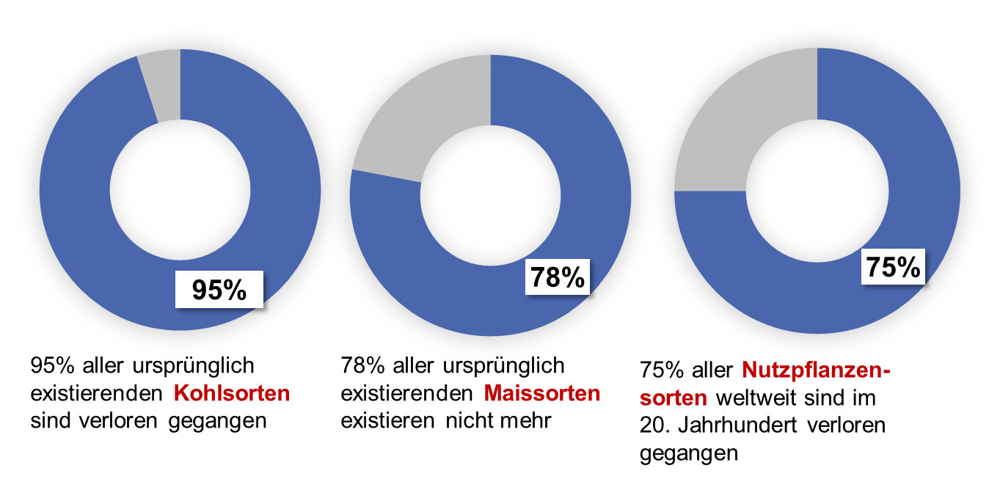 95%
78%
75%
95% aller ursprünglich
existierenden Kohlsorten
sind verloren gegangen
78% aller ursprünglich
existierenden Maissorten
existieren nicht mehr
75% aller Nutzpflanzen-
sorten weltweit sind im
20. Jahrhundert verloren
gegangen